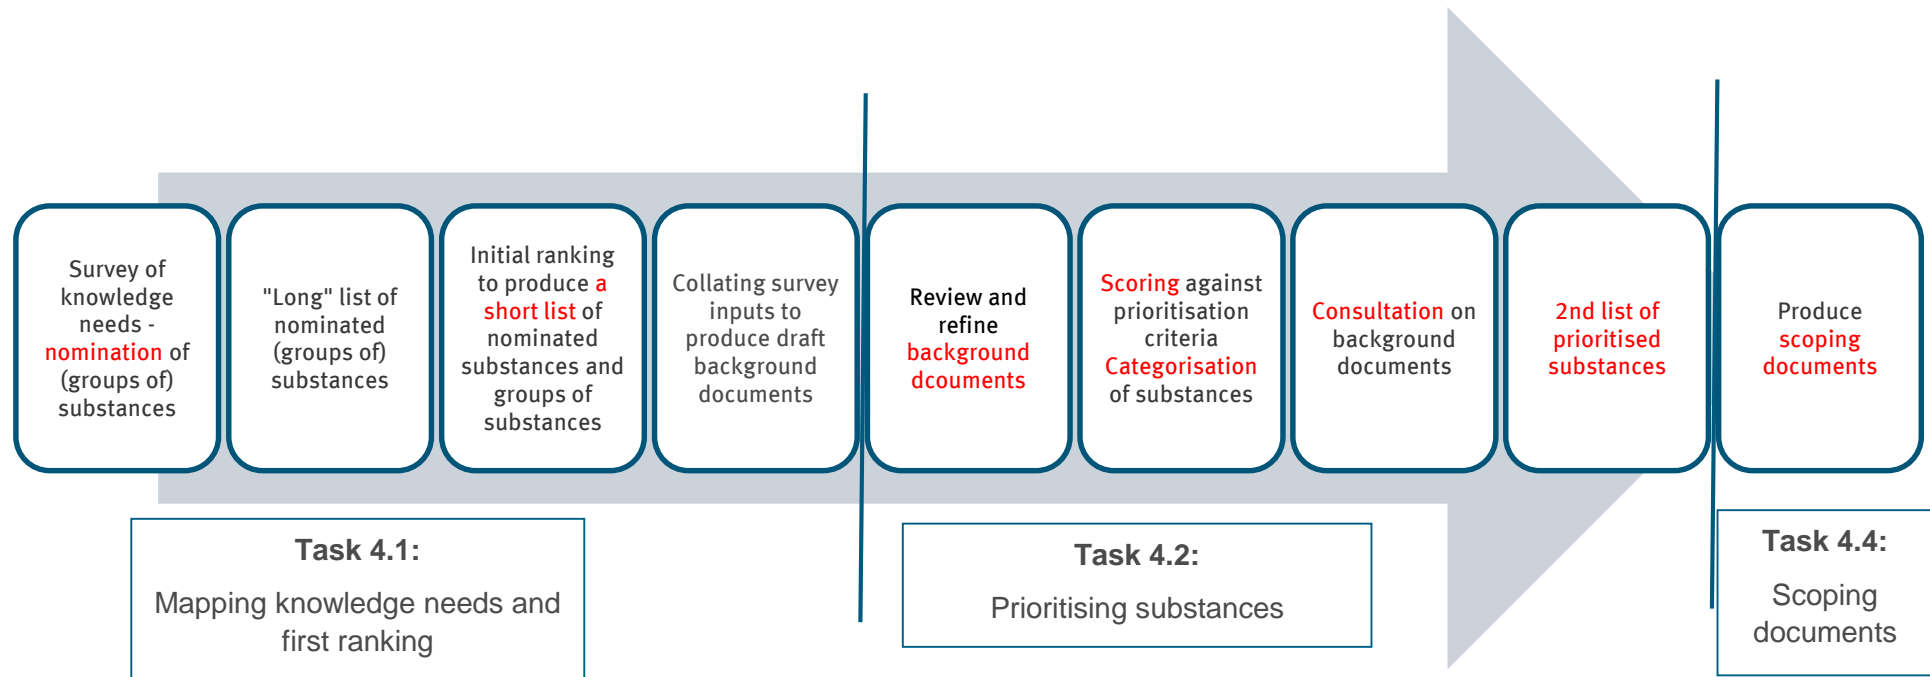 Survey of
knowledge
needs -
nomination of
(groups of)
substances
"Long" list of
nominated
(groups of)
substances
Initial ranking
to produce a
short list of
nominated
substances and
groups of
substances
Collating survey
inputs to
produce draft
background
documents
Review and
refine
background
dcouments
Scoring against
prioritisation
criteria
Categorisation
of substances
Consultation on
background
documents
2nd list of
prioritised
substances
Produce
scoping
documents
Task 4.1:
Mapping knowledge needs and
first ranking
Task 4.2:
Prioritising substances
Task 4.4:
Scoping
documents